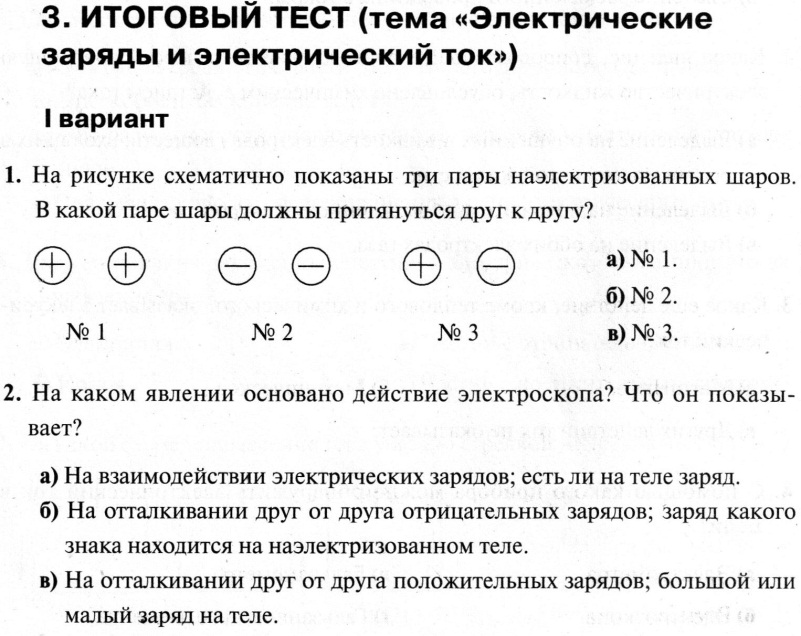 3. ИТОГОВЫЙ ТЕСТ (тема «Электрические
заряды и электрический ток»)
I вариант
1. На рисунке схематично показаны три пары наэлектризованных шаров.
В какой паре шары должны притянуться друг к другу?
+ + − − + −
№ 1 № 2 № 3
а) № 1.
б) № 2.
в) № 3.
2. На каком явлении основано действие электроскопа? Что он показы-
вает?
а) На взаимодействии электрических зарядов; есть ли на теле заряд.
б) На отталкивании друг от друга отрицательных зарядов; заряд какого
знака находится на наэлектризованном теле.
в) На отталкивании друг от друга положительных зарядов; большой или
малый заряд на теле.